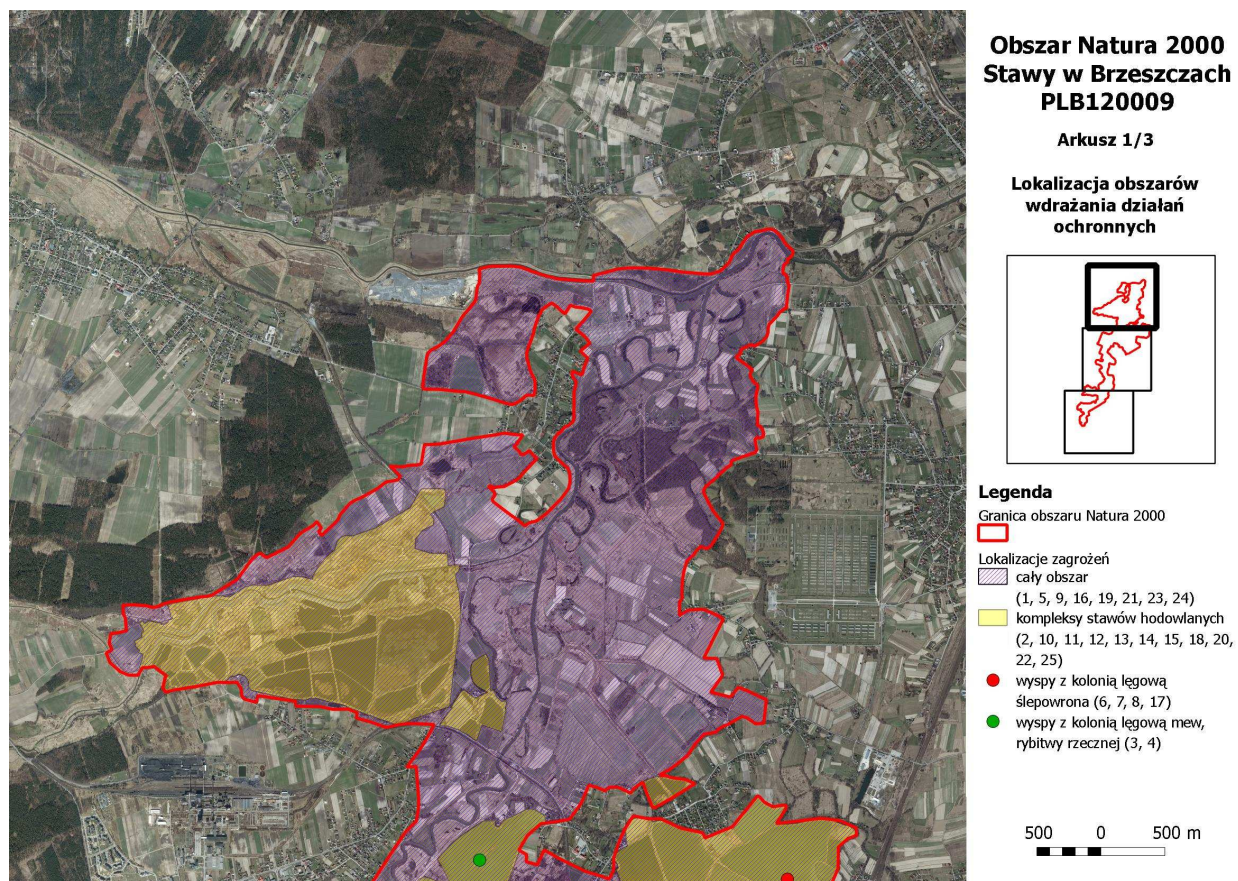 Obszar Natura 2000
Stawy w Brzeszczach
PLB120009
Arkusz 1/3
Lokalizacja obszarów
wdrażania działań
ochronnych
Legenda
Granica obszaru Natura 2000
Lokalizacje zagrożeń
cały obszar
(1, 5, 9, 16, 19, 21, 23, 24)
kompleksy stawów hodowlanych
(2, 10, 11, 12, 13, 14, 15, 18, 20,
22, 25)
wyspy z kolonią lęgową
ślepowrona (6, 7, 8, 17)
wyspy z kolonią lęgową mew,
rybitwy rzecznej (3, 4)
500 0 500 m